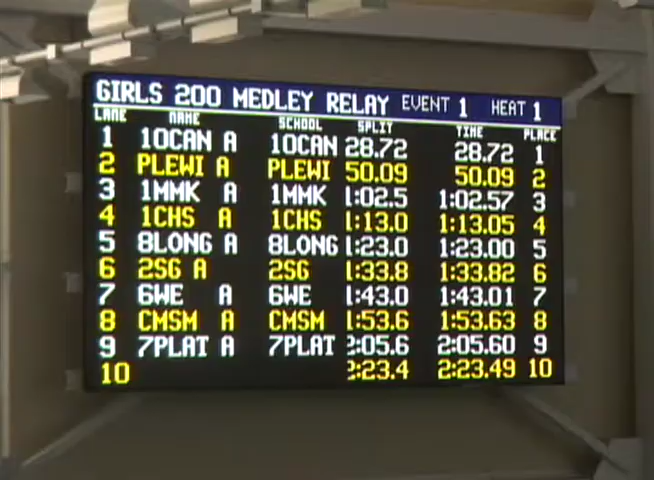 GIRLS 200 MEDLEY RELAY EVENT 1 HEAT 1
LANE NAME SCHOOL SPLIT TIME PLACE
1 10CAN A 10CAN 28.72 28.72 1
2 PLEWI A PLEWI 50.09 50.09 2
3 1MMK A 1MMK 1:02.5 1:02.57 3
4 1CHS A 1CHS 1:13.0 1:13.05 4
5 8LONG A 8LONG 1:23.0 1:23.00 5
6 2SG A 2SG 1:33.8 1:33.82 6
7 6WE A 6WE 1:43.0 1:43.01 7
8 CMSM A CMSM 1:53.6 1:53.63 8
9 7PLAT A 7PLAT 2:05.6 2:05.60 9
10 2:23.4 2:23.49 10